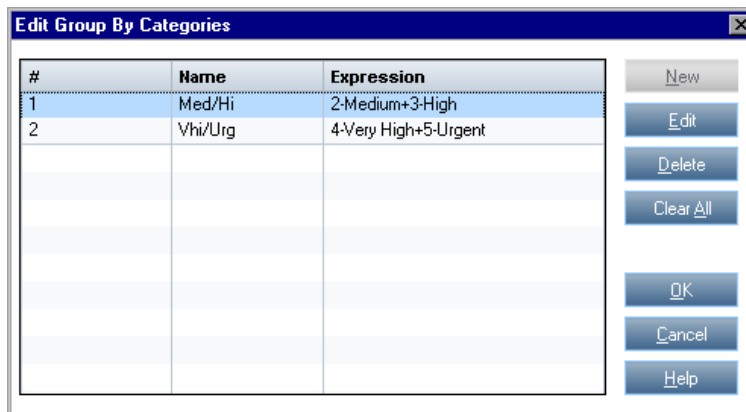 Edit Group By Categories
# Name Expression
1 Med/Hi 2-Medium+3-High
2 Vhi/Urg 4-Very High+5-Urgent
New
Edit
Delete
Clear All
OK
Cancel
Help